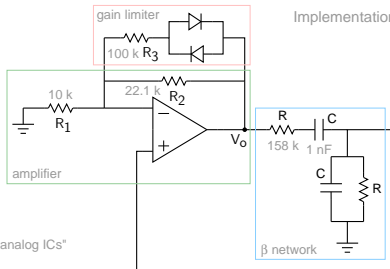 gain limiter
Implementation
100 k
R3
10 k
R1
22.1 k
R2
Vo
amplifier
R
158 k
C
1 nF
C
R
β network
analog ICs"